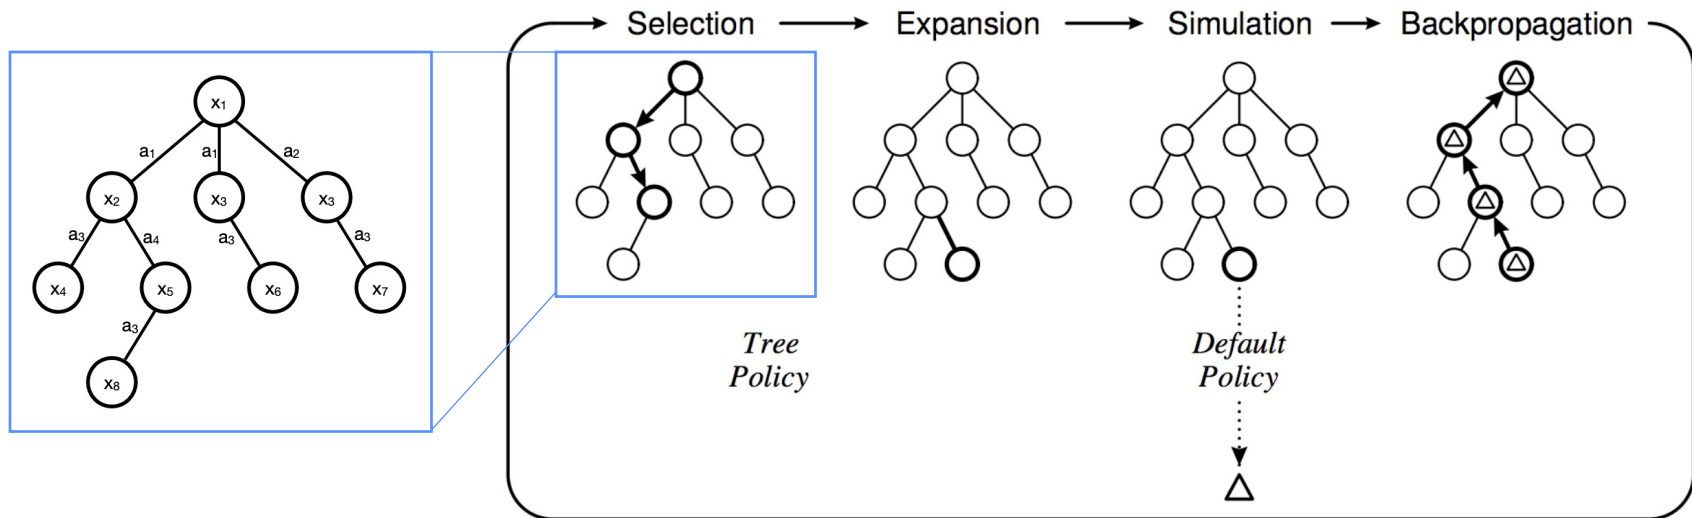 Selection
Expansion
Simulation
Backpropagation
x₁
a₁
a₁
a₂
x₂
x₃
x₃
a₃
a₄
a₃
a₃
x₄
x₅
x₆
x₇
a₃
x₈
Tree
Policy
Default
Policy